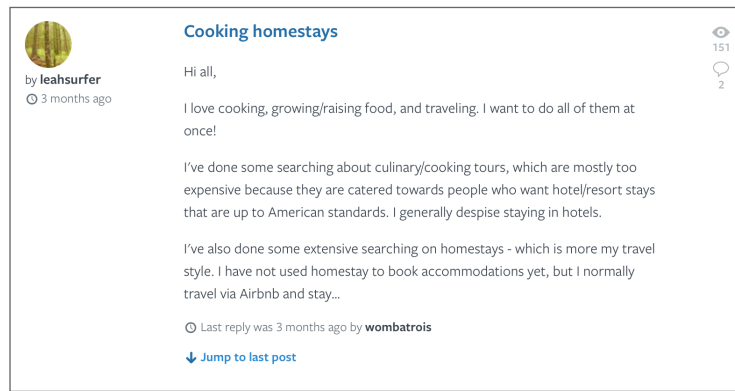 Cooking homestays
151
2
by leahsurfer
3 months ago
Hi all,
I love cooking, growing/raising food, and traveling. I want to do all of them at
once!
I've done some searching about culinary/cooking tours, which are mostly too
expensive because they are catered towards people who want hotel/resort stays
that are up to American standards. I generally despise staying in hotels.
I've also done some extensive searching on homestays - which is more my travel
style. I have not used homestay to book accommodations yet, but I normally
travel via Airbnb and stay...
Last reply was 3 months ago by wombatrois
Jump to last post